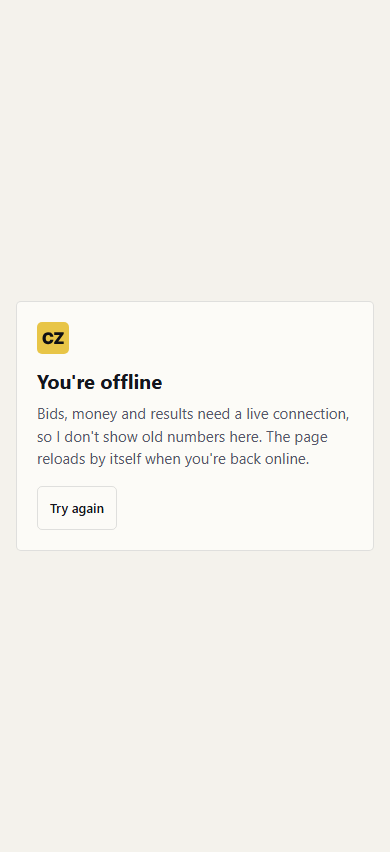 CZ
You're offline
Bids, money and results need a live connection,
so I don't show old numbers here. The page
reloads by itself when you're back online.
Try again